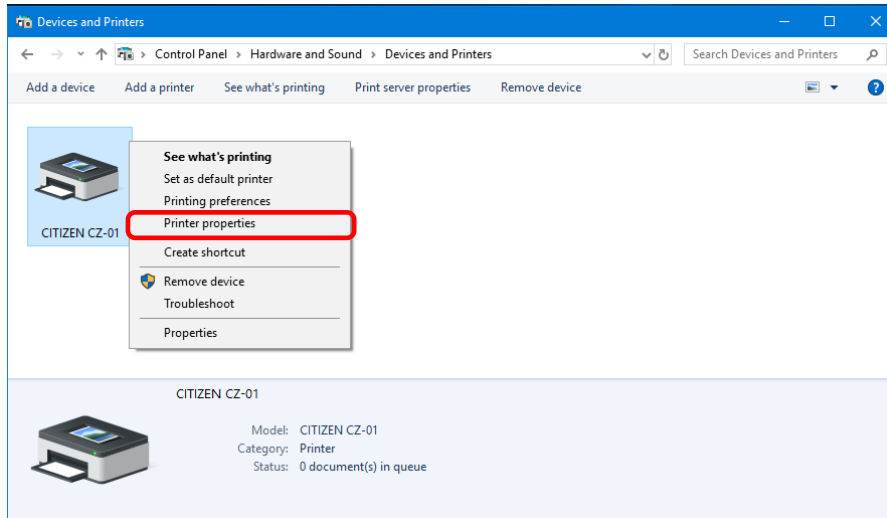 Devices and Printers
Control Panel > Hardware and Sound > Devices and Printers
Search Devices and Printers
Add a device Add a printer See what's printing Print server properties Remove device
CITIZEN CZ-01
See what's printing
Set as default printer
Printing preferences
Printer properties
Create shortcut
Remove device
Troubleshoot
Properties
CITIZEN CZ-01
Model: CITIZEN CZ-01
Category: Printer
Status: 0 document(s) in queue